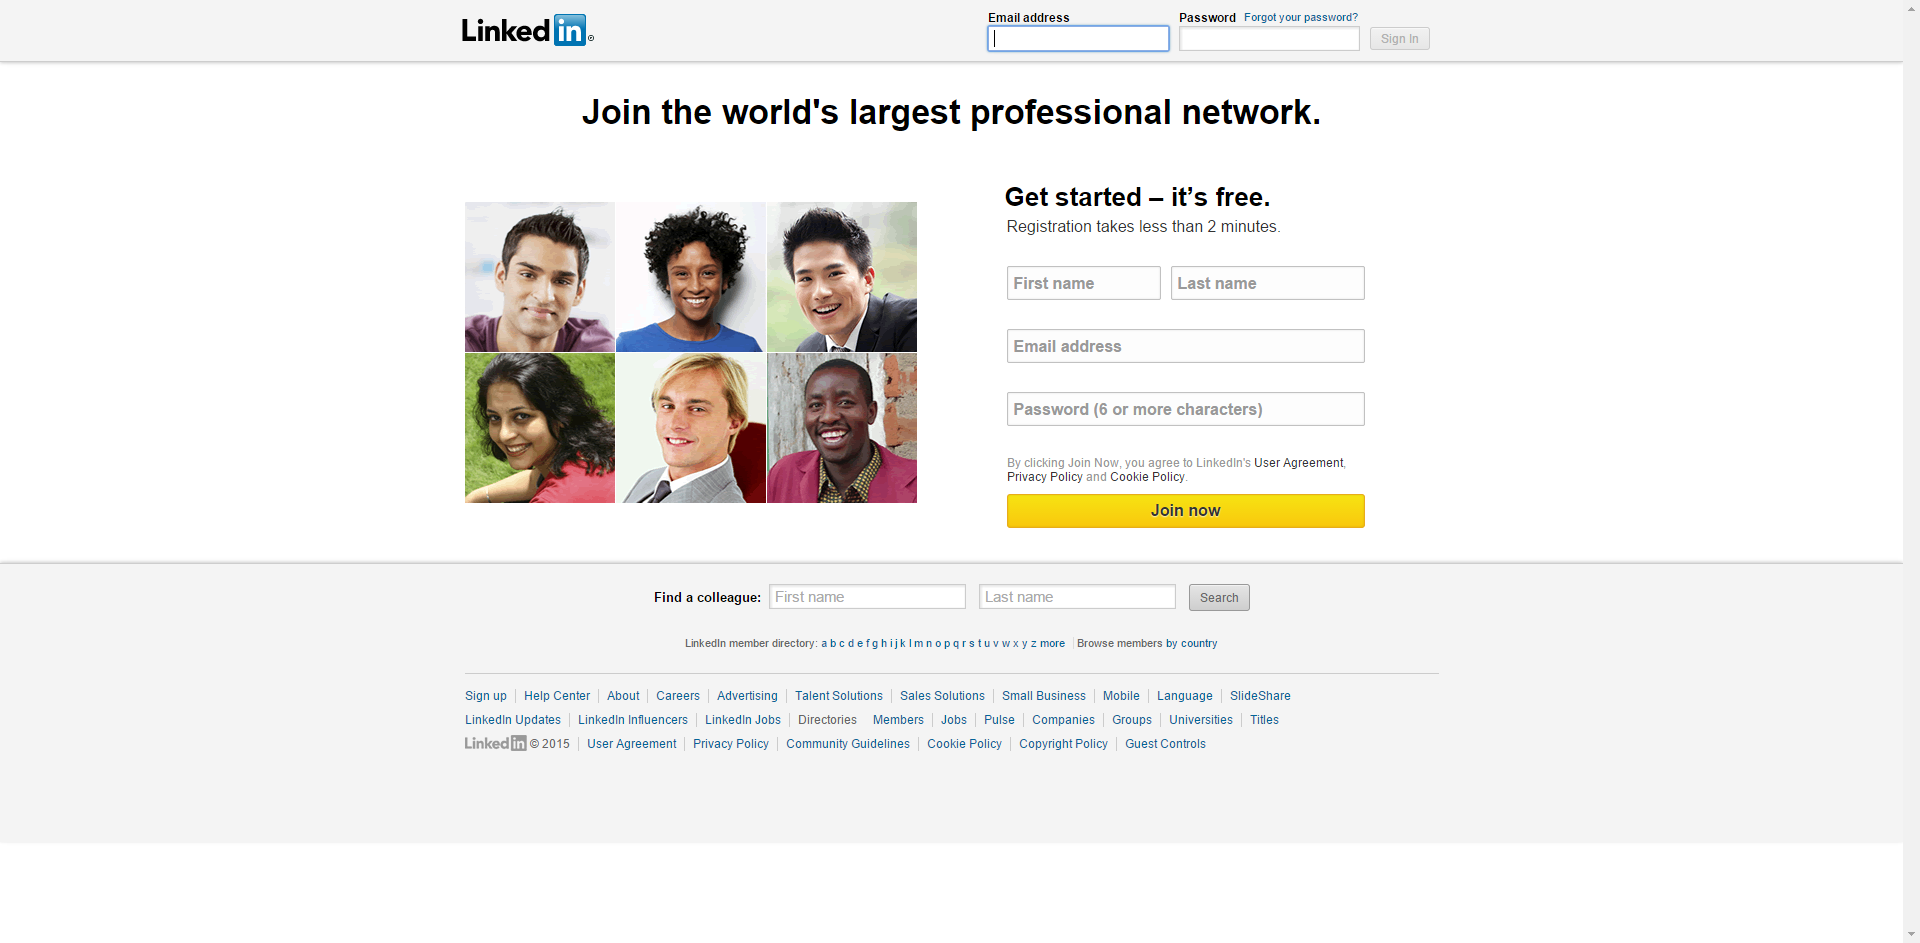 Linked in ®
Email address
Password Forgot your password?
Sign In
Join the world's largest professional network.
Get started – it’s free.
Registration takes less than 2 minutes.
First name
Last name
Email address
Password (6 or more characters)
By clicking Join Now, you agree to LinkedIn's User Agreement,
Privacy Policy and Cookie Policy.
Join now
Find a colleague: First name Last name Search
LinkedIn member directory: a b c d e f g h i j k l m n o p q r s t u v w x y z more Browse members by country
Sign up Help Center About Careers Advertising Talent Solutions Sales Solutions Small Business Mobile Language SlideShare
LinkedIn Updates LinkedIn Influencers LinkedIn Jobs Directories Members Jobs Pulse Companies Groups Universities Titles
Linked in © 2015 User Agreement Privacy Policy Community Guidelines Cookie Policy Copyright Policy Guest Controls